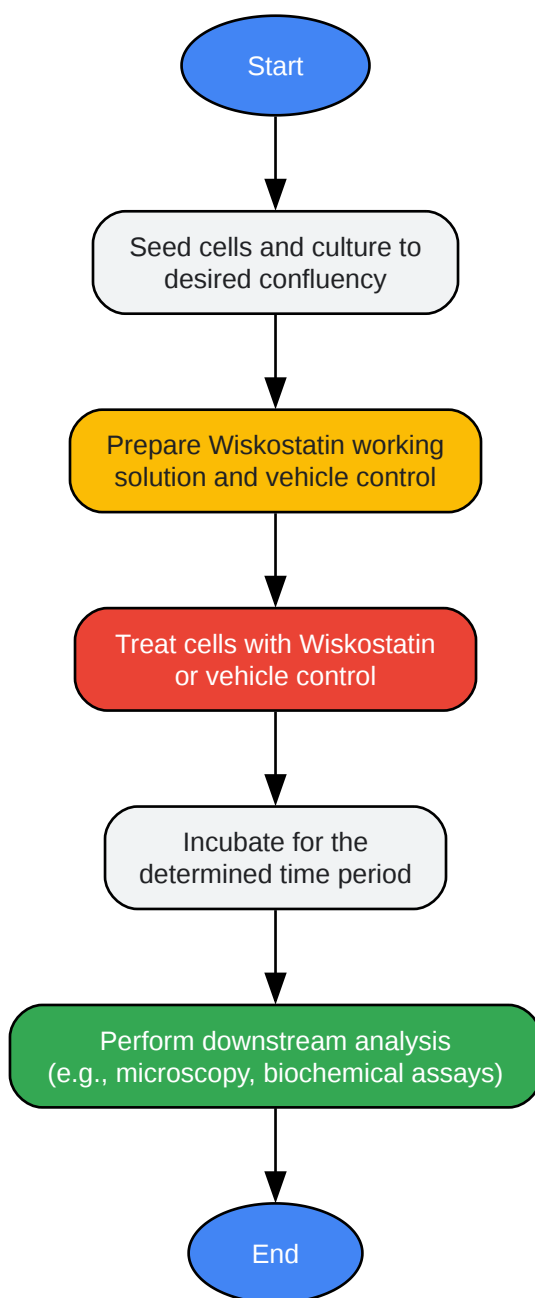 Start
Seed cells and culture to
desired confluency
Prepare Wiskostatin working
solution and vehicle control
Treat cells with Wiskostatin
or vehicle control
Incubate for the
determined time period
Perform downstream analysis
(e.g., microscopy, biochemical assays)
End